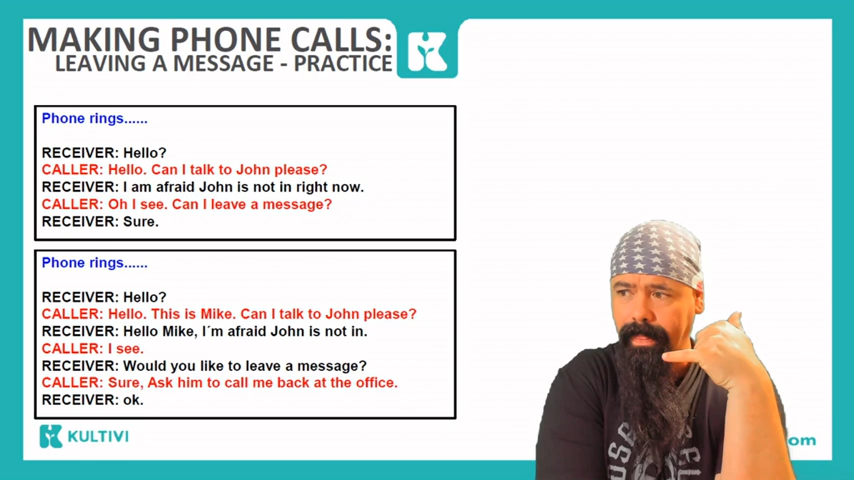 MAKING PHONE CALLS:
LEAVING A MESSAGE - PRACTICE
Phone rings......
RECEIVER: Hello?
CALLER: Hello. Can I talk to John please?
RECEIVER: I am afraid John is not in right now.
CALLER: Oh I see. Can I leave a message?
RECEIVER: Sure.
Phone rings......
RECEIVER: Hello?
CALLER: Hello. This is Mike. Can I talk to John please?
RECEIVER: Hello Mike, I´m afraid John is not in.
CALLER: I see.
RECEIVER: Would you like to leave a message?
CALLER: Sure, Ask him to call me back at the office.
RECEIVER: ok.
KULTIVI